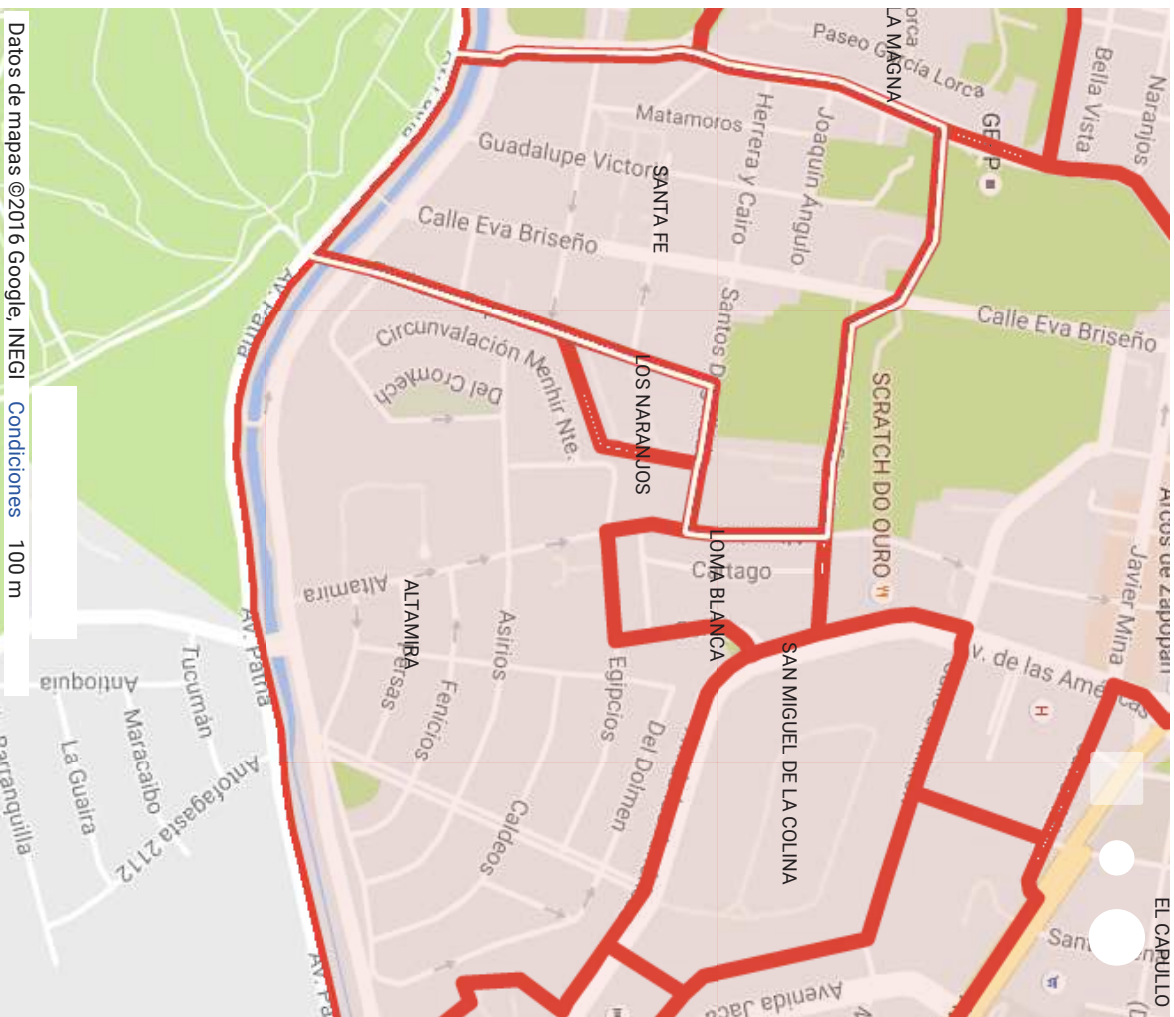 LA MAGNA
Paseo García Lorca
Bella Vista
Naranjos
Matamoros
Herrera y Cairo
Joaquín Ángulo
Guadalupe Victoria
SANTA FE
Calle Eva Briseño
Calle Eva Briseño
Santos D
Av. Patria
Circunvalación Menhir Nte.
Del Cromlech
LOS NARANJOS
SCRATCH DO OURO
Arcos de Zapopan
Javier Mina
Cartago
LOMA BLANCA
Altamira
ALTAMIRA
Asirios
Persas
Fenicios
Egipcios
Del Dolmen
Caldeos
SAN MIGUEL DE LA COLINA
Av. de las Américas
H
Av. Patria
Antioquia
Tucumán
Maracaibo
La Guaira
Barranquilla
Antofagasta 2112
Av. Pa
Avenida Jaca
EL CAPULLO
Datos de mapas ©2016 Google, INEGI Condiciones 100 m